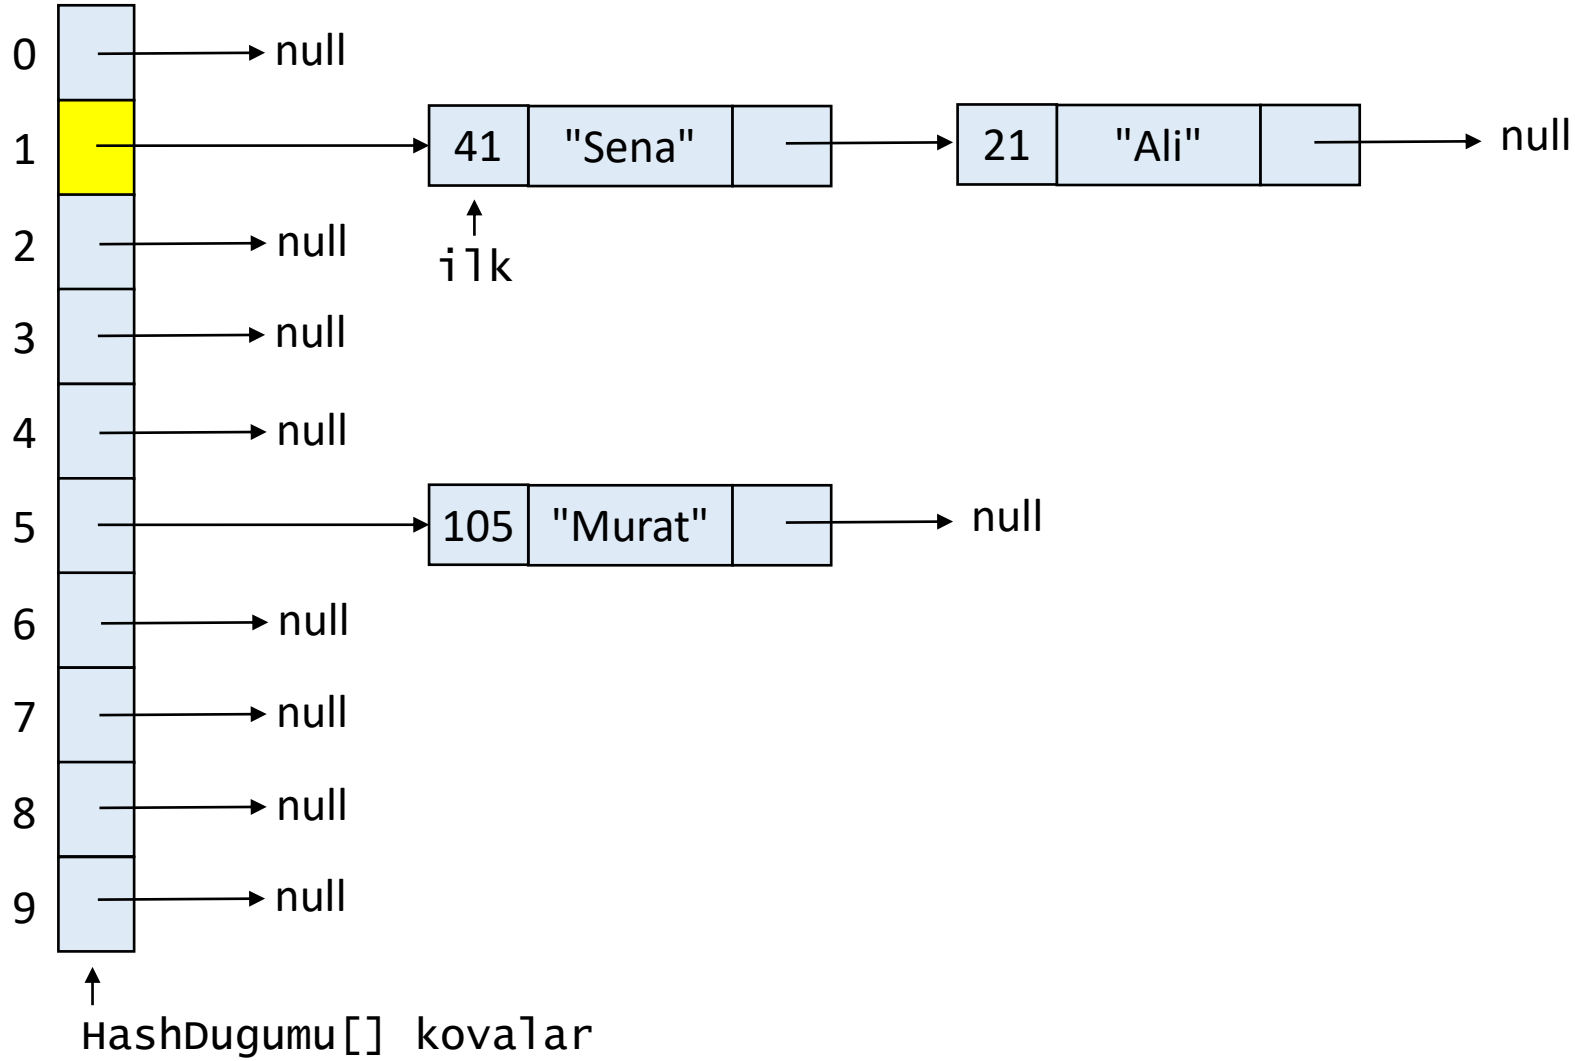 0 null
1 41 "Sena" 21 "Ali" null
ilk
2 null
3 null
4 null
5 105 "Murat" null
6 null
7 null
8 null
9 null
HashDugumu[] kovalar